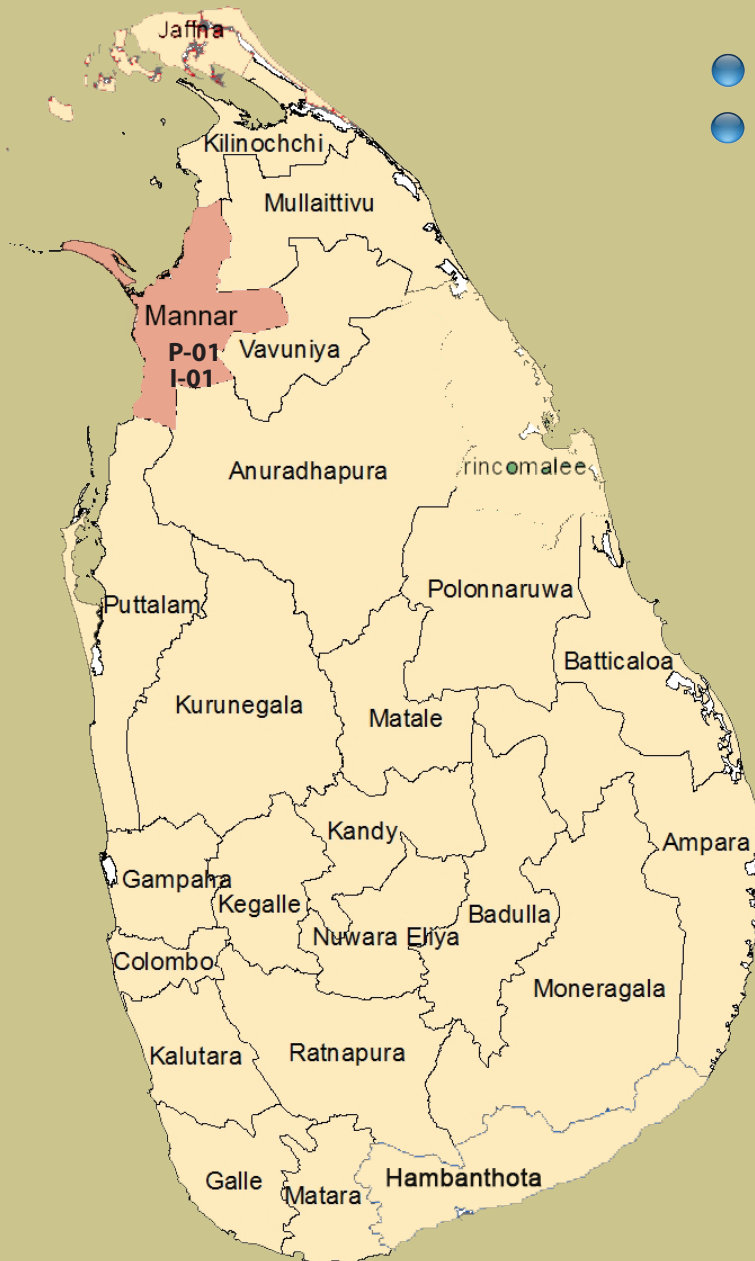 Jaffna
Kilinochchi
Mullaittivu
Mannar
P-01
I-01
Vavuniya
Anuradhapura
rincomalee
Puttalam
Polonnaruwa
Batticaloa
Kurunegala
Matale
Kandy
Ampara
Gampaha
Kegalle
Badulla
Nuwara Eliya
Colombo
Moneragala
Kalutara
Ratnapura
Galle
Matara
Hambanthota